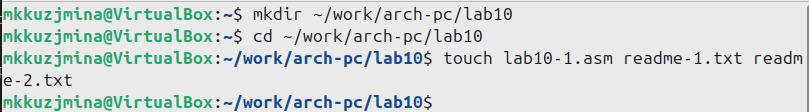 mkkuzjmina@VirtualBox:~$ mkdir ~/work/arch-pc/lab10
mkkuzjmina@VirtualBox:~$ cd ~/work/arch-pc/lab10
mkkuzjmina@VirtualBox:~/work/arch-pc/lab10$ touch lab10-1.asm readme-1.txt readm
e-2.txt
mkkuzjmina@VirtualBox:~/work/arch-pc/lab10$